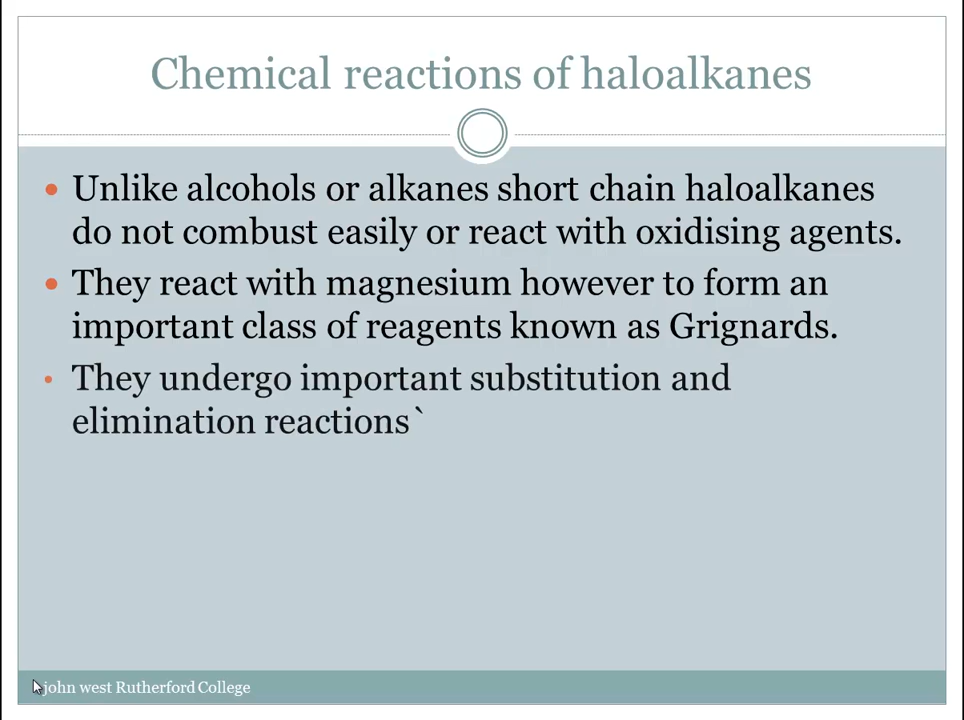 Chemical reactions of haloalkanes
Unlike alcohols or alkanes short chain haloalkanes
do not combust easily or react with oxidising agents.
They react with magnesium however to form an
important class of reagents known as Grignards.
They undergo important substitution and
elimination reactions`
john west Rutherford College